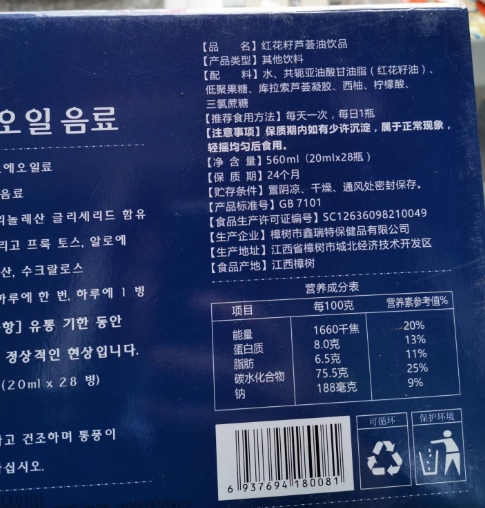 오일음료
에오일료
음료
놀레산 글리세리드 함유
리고 프룩 토스, 알로에
산, 수크랄로스
하루에 한 번, 하루에 1 병
항] 유통 기한 동안
정상적인 현상입니다.
(20ml x 28 병)
하고 건조하며 통풍이
하십시오.
【品 名】红花籽芦荟油饮品
【产品类型】其他饮料
【配 料】水、共轭亚油酸甘油脂（红花籽油）、
低聚果糖、库拉索芦荟凝胶、西柚、柠檬酸、
三氯蔗糖
【推荐食用方法】每天一次，每日1瓶
【注意事项】保质期内如有少许沉淀，属于正常现象，
轻摇均匀后食用。
【净 含 量】560ml（20mlx28瓶）
【保 质 期】24个月
【贮存条件】置阴凉、干燥、通风处密封保存。
【产品标准号】GB 7101
【食品生产许可证编号】SC12636098210049
【生产企业】樟树市鑫瑞特保健品有限公司
【生产地址】江西省樟树市城北经济技术开发区
【食品产地】江西樟树
营养成分表
项目 每100克 营养素参考值%
能量 1660千焦 20%
蛋白质 8.0克 13%
脂肪 6.5克 11%
碳水化合物 75.5克 25%
钠 188毫克 9%
可循环 保护环境
6 937694 180081